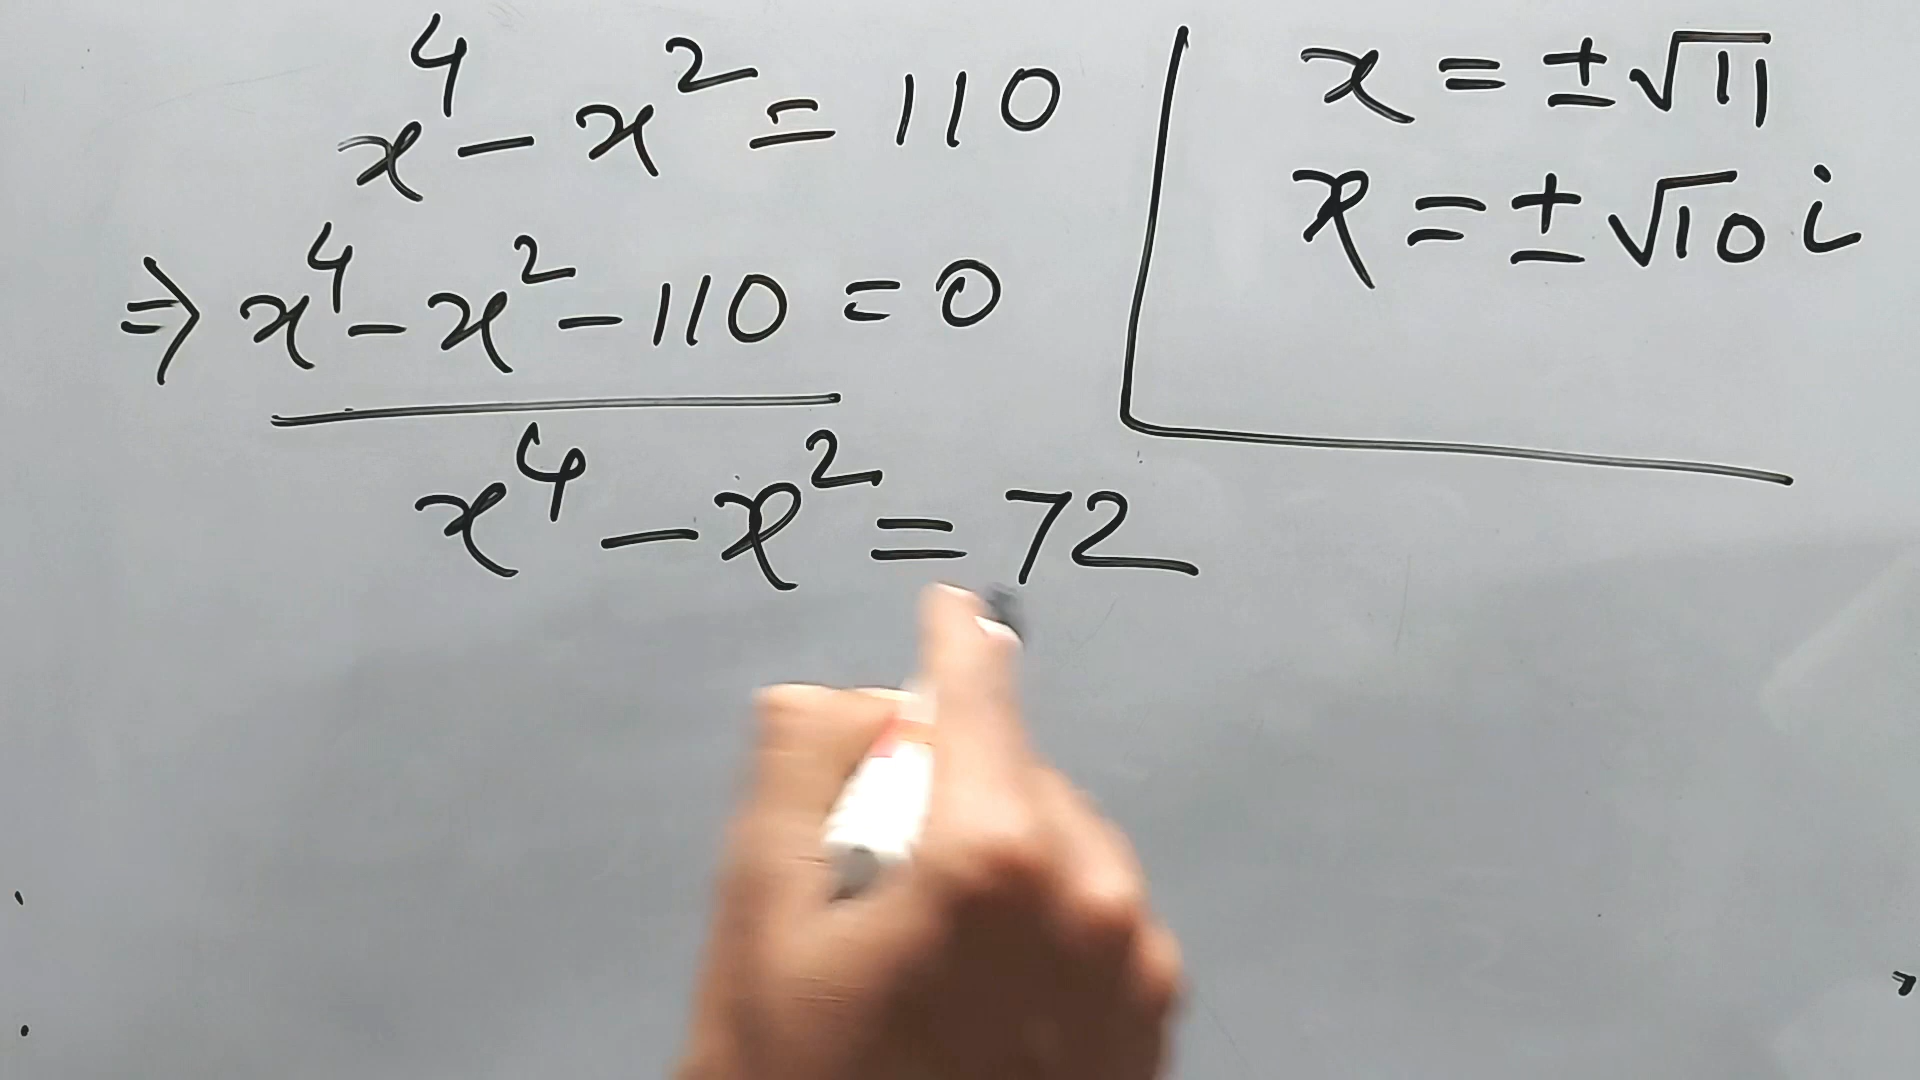 x⁴ - x² = 110
⇒ x⁴ - x² - 110 = 0
x⁴ - x² = 72
x = ±√11
x = ±√10 i